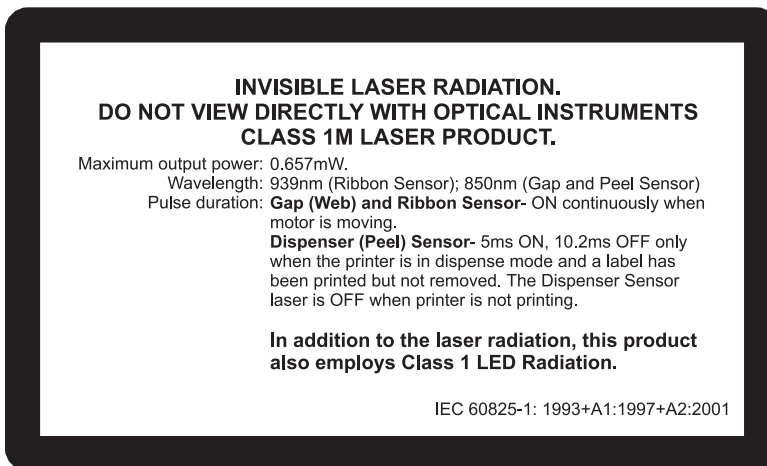 INVISIBLE LASER RADIATION.
DO NOT VIEW DIRECTLY WITH OPTICAL INSTRUMENTS
CLASS 1M LASER PRODUCT.
Maximum output power: 0.657mW.
Wavelength: 939nm (Ribbon Sensor); 850nm (Gap and Peel Sensor)
Pulse duration: Gap (Web) and Ribbon Sensor- ON continuously when
motor is moving.
Dispenser (Peel) Sensor- 5ms ON, 10.2ms OFF only
when the printer is in dispense mode and a label has
been printed but not removed. The Dispenser Sensor
laser is OFF when printer is not printing.
In addition to the laser radiation, this product
also employs Class 1 LED Radiation.
IEC 60825-1: 1993+A1:1997+A2:2001